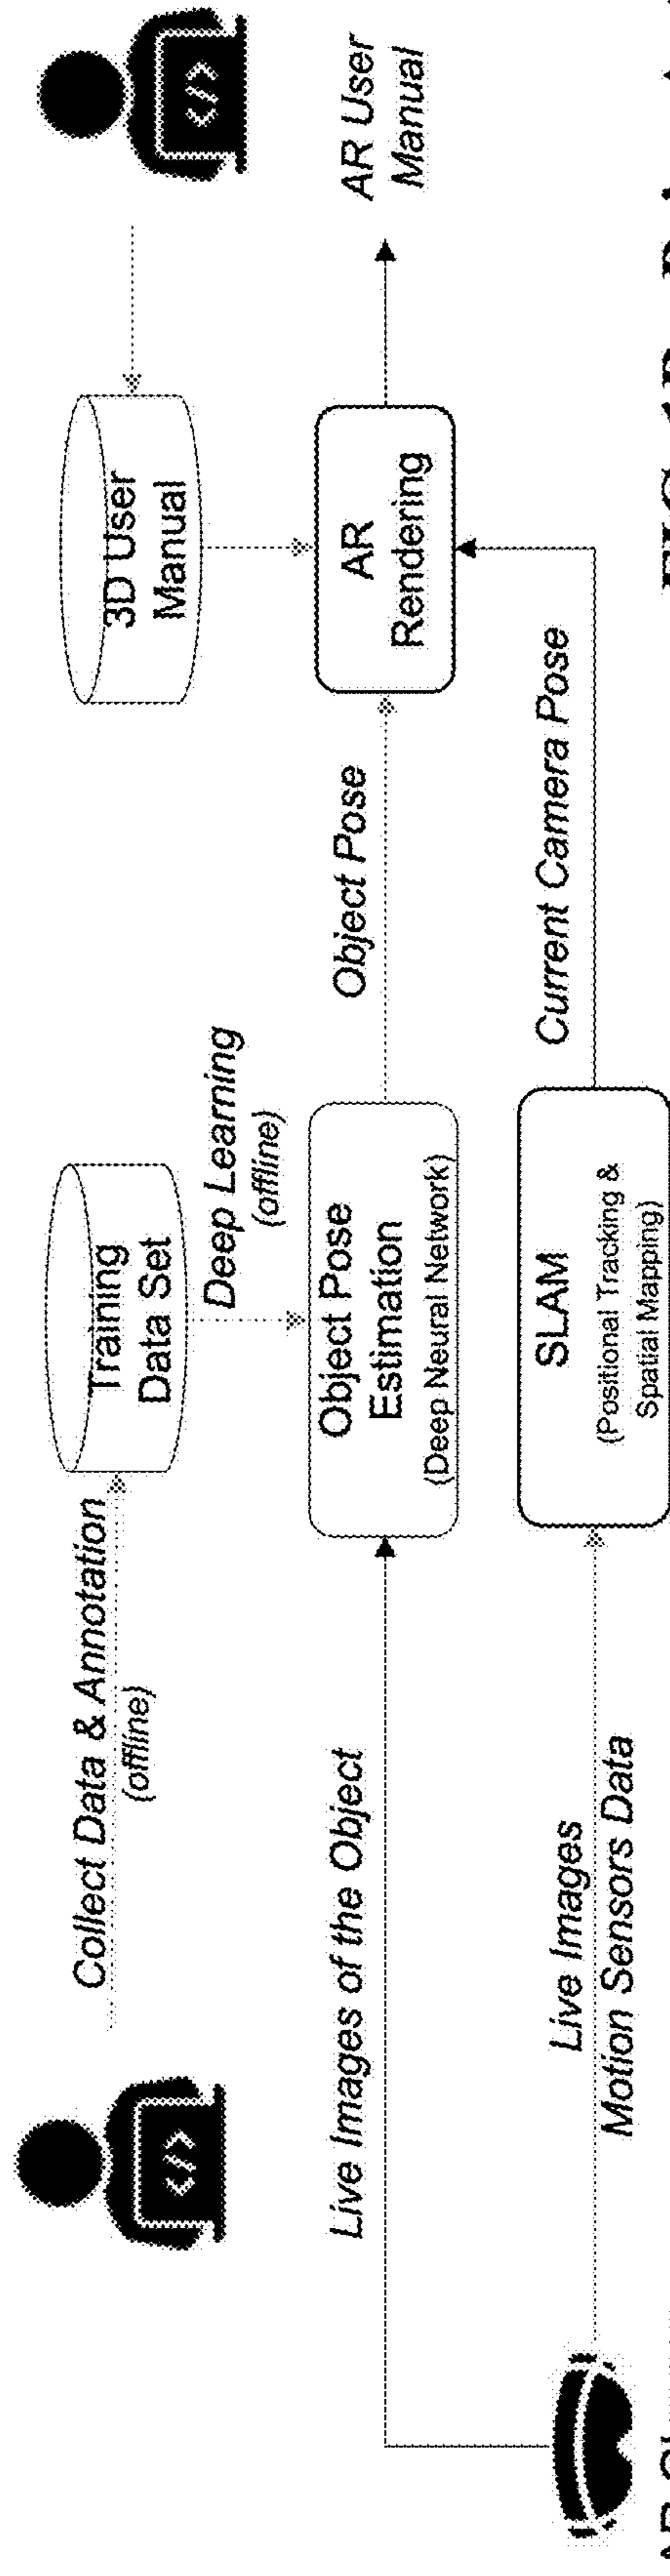 Collect Data & Annotation
(offline)
Training
Data Set
Deep Learning
(offline)
3D User
Manual
</>
</>
Live Images of the Object
Object Pose
Estimation
(Deep Neural Network)
Object Pose
AR
Rendering
AR User
Manual
Live Images
Motion Sensors Data
SLAM
(Positional Tracking &
Spatial Mapping)
Current Camera Pose